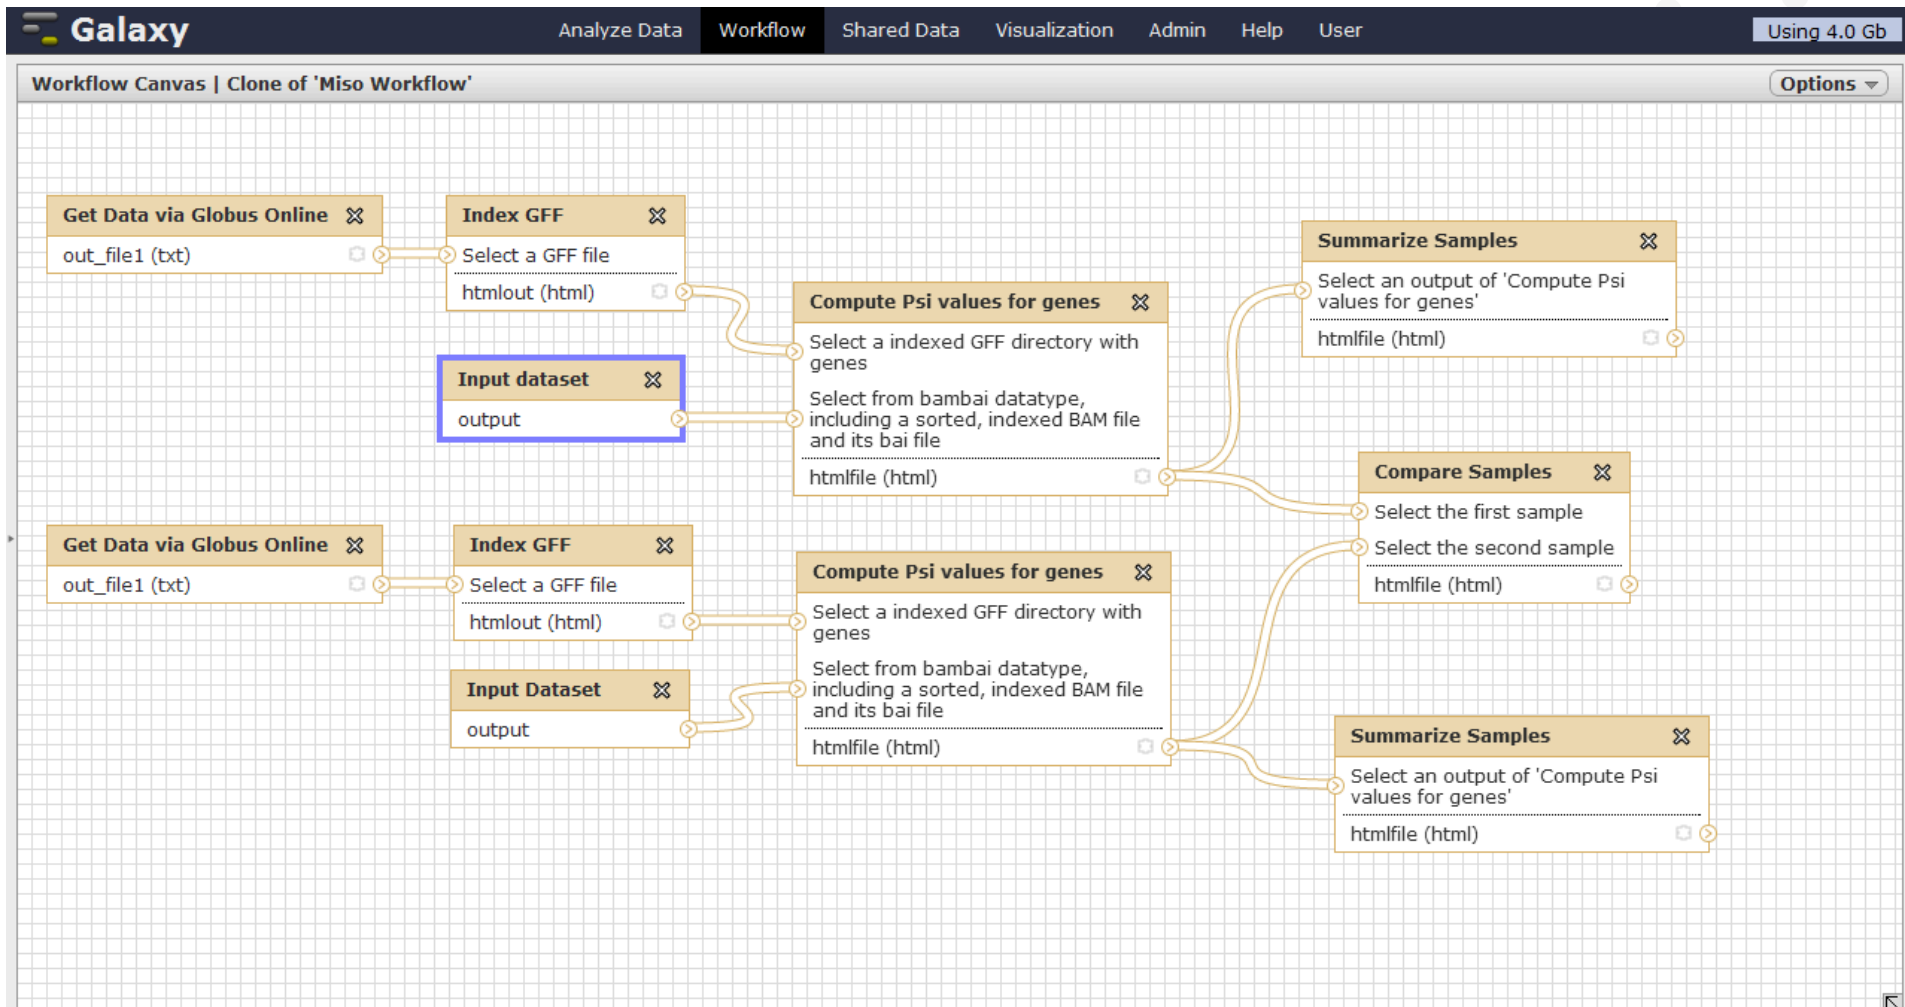 Galaxy
Analyze Data Workflow Shared Data Visualization Admin Help User
Using 4.0 Gb
Workflow Canvas | Clone of 'Miso Workflow'
Options
Get Data via Globus Online
out_file1 (txt)
Index GFF
Select a GFF file
htmlout (html)
Input dataset
output
Compute Psi values for genes
Select a indexed GFF directory with
genes
Select from bambai datatype,
including a sorted, indexed BAM file
and its bai file
htmlfile (html)
Summarize Samples
Select an output of 'Compute Psi
values for genes'
htmlfile (html)
Compare Samples
Select the first sample
Select the second sample
htmlfile (html)
Get Data via Globus Online
out_file1 (txt)
Index GFF
Select a GFF file
htmlout (html)
Input Dataset
output
Compute Psi values for genes
Select a indexed GFF directory with
genes
Select from bambai datatype,
including a sorted, indexed BAM file
and its bai file
htmlfile (html)
Summarize Samples
Select an output of 'Compute Psi
values for genes'
htmlfile (html)